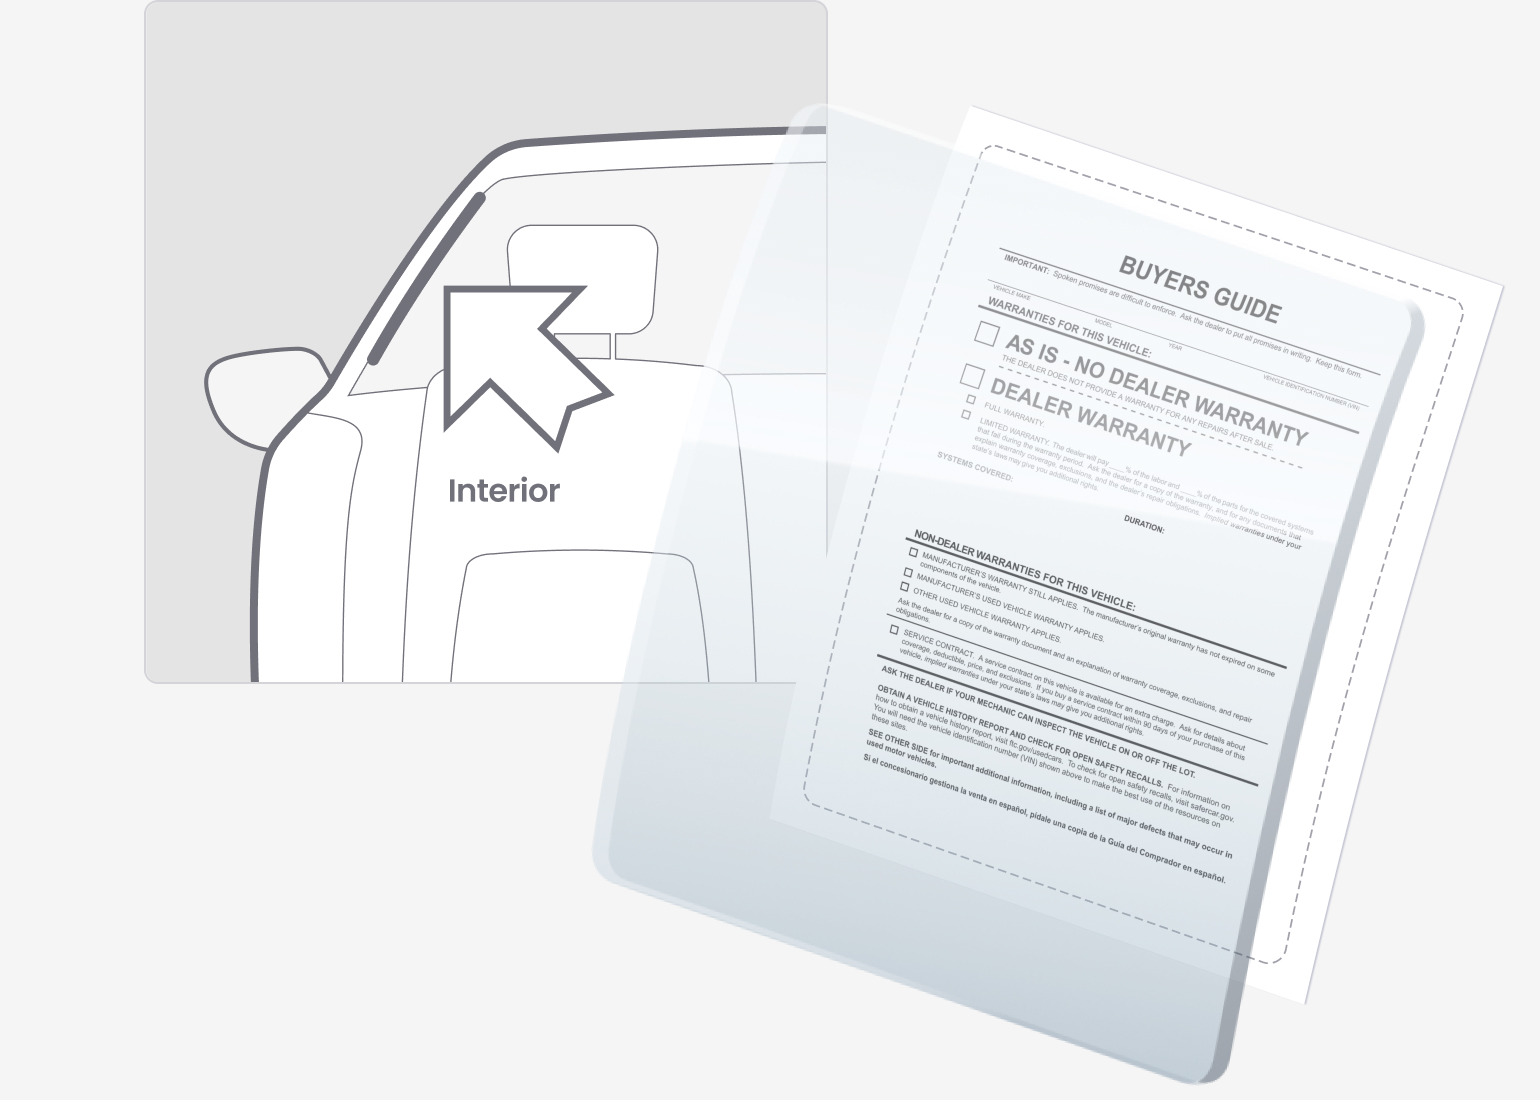 Interior
BUYERS GUIDE
IMPORTANT: Spoken promises are difficult to enforce. Ask the dealer to put all promises in writing. Keep this form.
VEHICLE MAKE
MODEL
YEAR
VEHICLE IDENTIFICATION NUMBER (VIN)
WARRANTIES FOR THIS VEHICLE:
AS IS - NO DEALER WARRANTY
THE DEALER DOES NOT PROVIDE A WARRANTY FOR ANY REPAIRS AFTER SALE.
DEALER WARRANTY
FULL WARRANTY.
LIMITED WARRANTY. The dealer will pay ____% of the labor and ____% of the parts for the covered systems
that fail during the warranty period. Ask the dealer for a copy of the warranty, and for any documents that
explain warranty coverage, exclusions, and the dealer's repair obligations. Implied warranties under your
state's laws may give you additional rights.
SYSTEMS COVERED:
DURATION:
NON-DEALER WARRANTIES FOR THIS VEHICLE:
MANUFACTURER'S WARRANTY STILL APPLIES. The manufacturer's original warranty has not expired on some
components of the vehicle.
MANUFACTURER'S USED VEHICLE WARRANTY APPLIES.
OTHER USED VEHICLE WARRANTY APPLIES.
Ask the dealer for a copy of the warranty document and an explanation of warranty coverage, exclusions, and repair
obligations.
SERVICE CONTRACT. A service contract on this vehicle is available for an extra charge. Ask for details about
coverage, deductible, price, and exclusions. If you buy a service contract within 90 days of your purchase of this
vehicle, implied warranties under your state's laws may give you additional rights.
ASK THE DEALER IF YOUR MECHANIC CAN INSPECT THE VEHICLE ON OR OFF THE LOT.
OBTAIN A VEHICLE HISTORY REPORT AND CHECK FOR OPEN SAFETY RECALLS. For information on
how to obtain a vehicle history report, visit ftc.gov/usedcars. To check for open safety recalls, visit safercar.gov.
You will need the vehicle identification number (VIN) shown above to make the best use of the resources on
these sites.
SEE OTHER SIDE for important additional information, including a list of major defects that may occur in
used motor vehicles.
Si el concesionario gestiona la venta en español, pídale una copia de la Guía del Comprador en español.